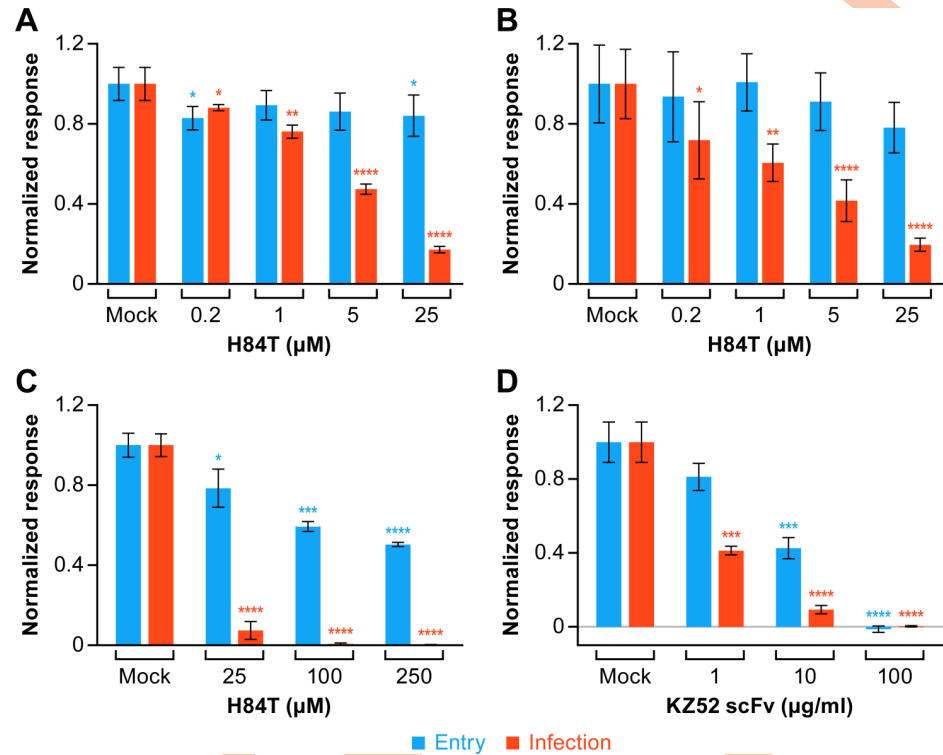 A
Normalized response
1.2
0.8
0.4
0
* * ** **** * ****
Mock 0.2 1 5 25
H84T (µM)
B
Normalized response
1.2
0.8
0.4
0
* ** **** ****
Mock 0.2 1 5 25
H84T (µM)
C
Normalized response
1.2
0.8
0.4
0
* **** *** **** **** ****
Mock 25 100 250
H84T (µM)
D
Normalized response
1.2
0.8
0.4
0
*** *** **** **** ****
Mock 1 10 100
KZ52 scFv (µg/ml)
Entry Infection